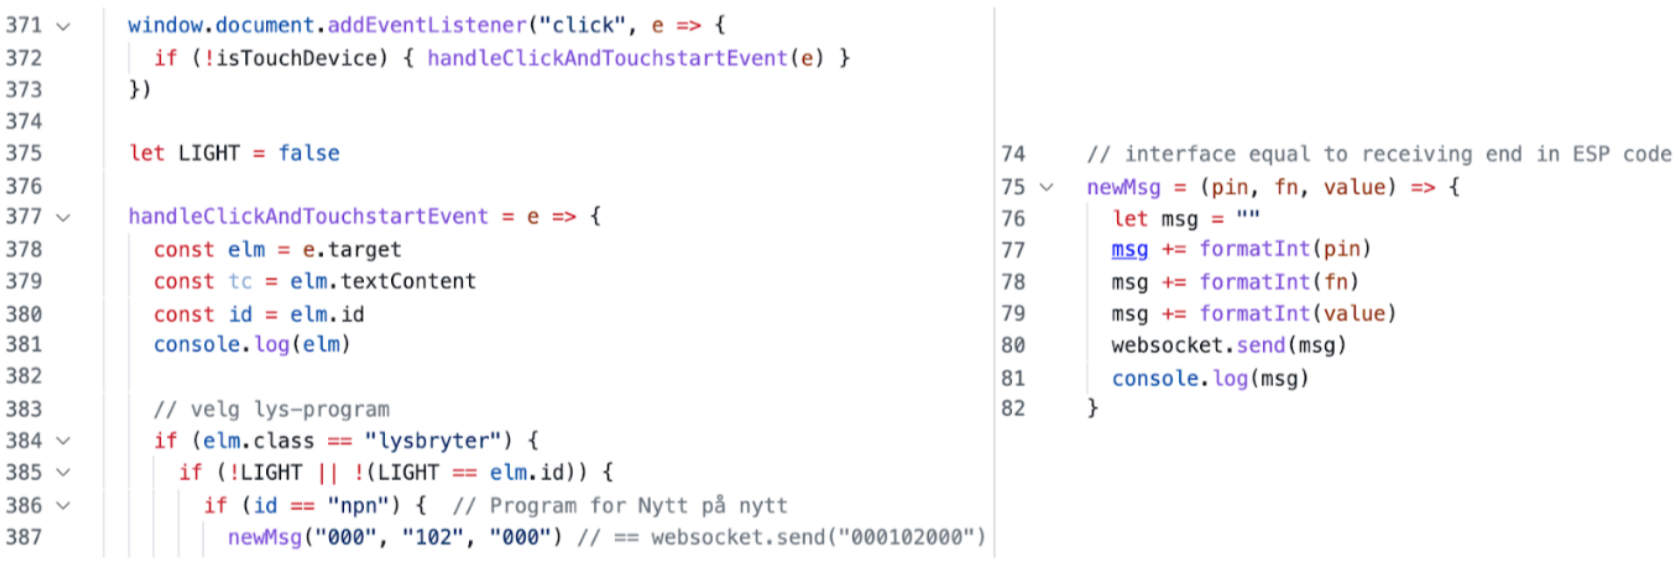 371 window.document.addEventListener("click", e => {
372 if (!isTouchDevice) { handleClickAndTouchstartEvent(e) }
373 })
374
375 let LIGHT = false
376
377 handleClickAndTouchstartEvent = e => {
378 const elm = e.target
379 const tc = elm.textContent
380 const id = elm.id
381 console.log(elm)
382
383 // velg lys-program
384 if (elm.class == "lysbryter") {
385 if (!LIGHT || !(LIGHT == elm.id)) {
386 if (id == "npn") { // Program for Nytt på nytt
387 newMsg("000", "102", "000") // == websocket.send("000102000")
74 // interface equal to receiving end in ESP code
75 newMsg = (pin, fn, value) => {
76 let msg = ""
77 msg += formatInt(pin)
78 msg += formatInt(fn)
79 msg += formatInt(value)
80 websocket.send(msg)
81 console.log(msg)
82 }